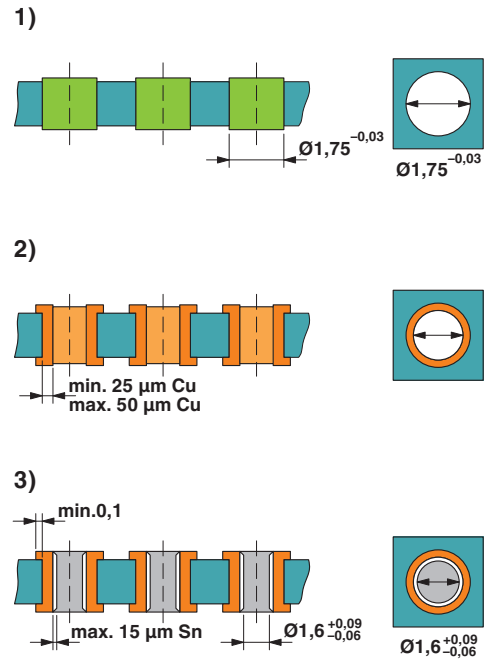 1)
Ø1,75 −0,03
Ø1,75 −0,03
2)
min. 25 µm Cu
max. 50 µm Cu
3)
min.0,1
max. 15 µm Sn
Ø1,6 +0,09 −0,06
Ø1,6 +0,09 −0,06